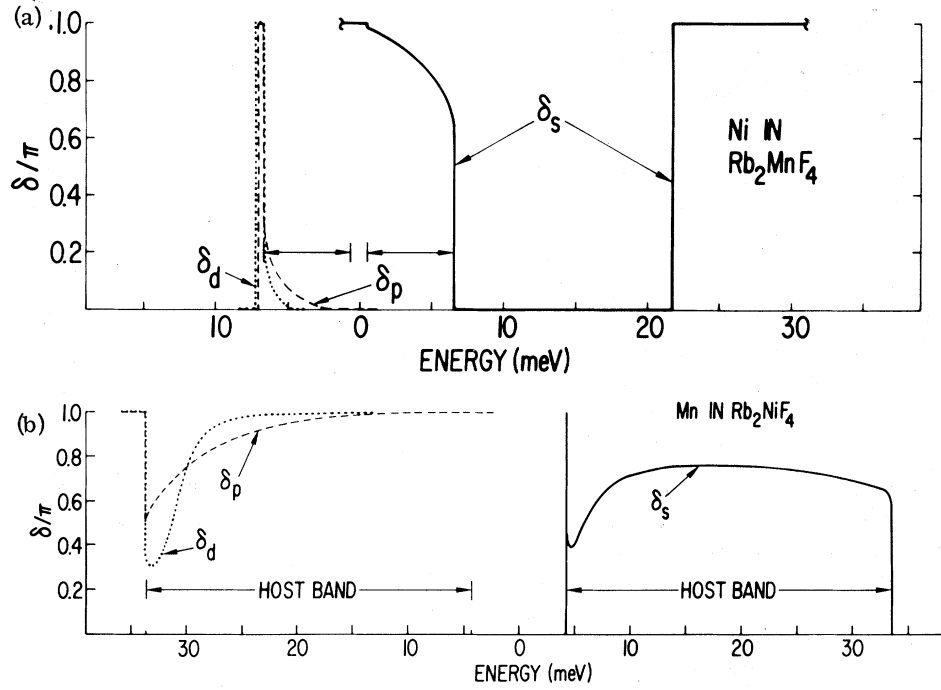 (a)
1.0
0.8
0.6
0.4
0.2
δ/π
δd
δp
δs
Ni IN
Rb2MnF4
10 0 10 20 30
ENERGY (meV)
(b)
1.0
0.8
0.6
0.4
0.2
δ/π
Mn IN Rb2NiF4
δp
δd
δs
HOST BAND
HOST BAND
30 20 10 0 10 20 30
ENERGY (meV)